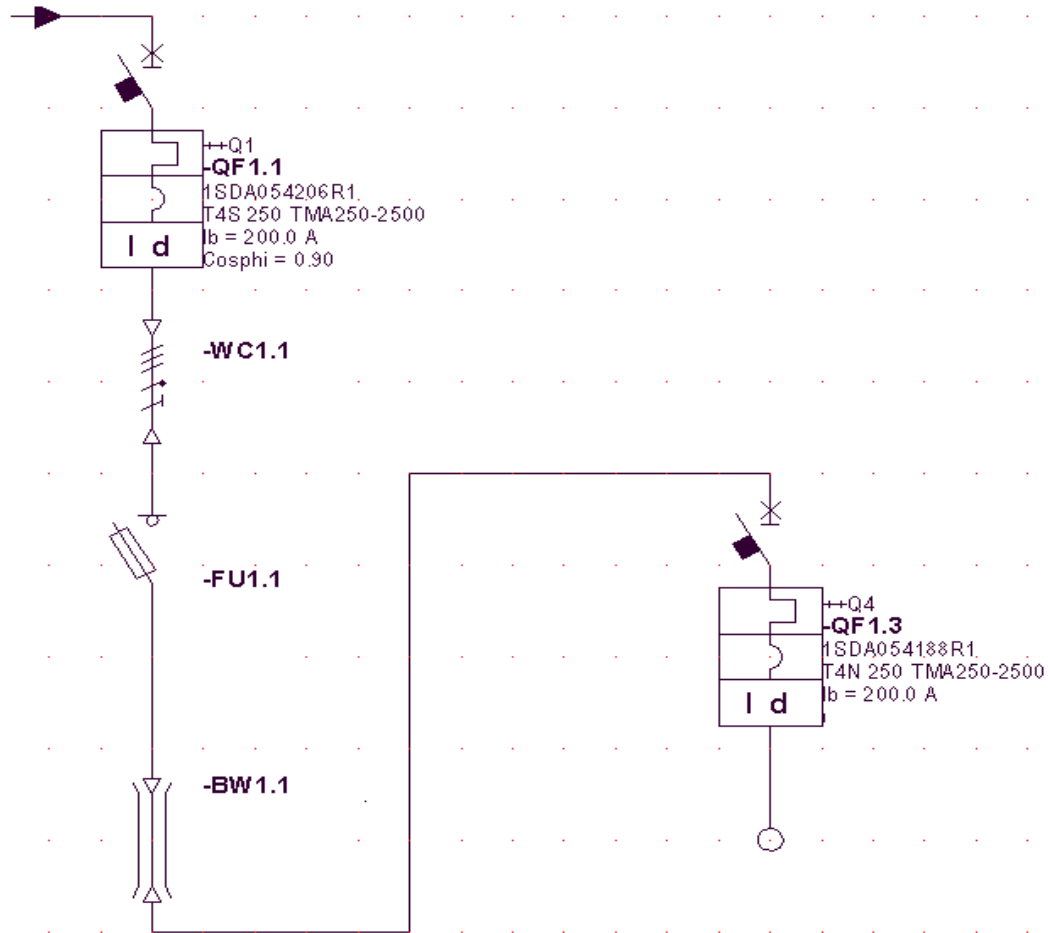 Q1
-QF1.1
1SDA054206R1
T4S 250 TMA250-2500
Ib = 200.0 A
Cosphi = 0.90
I d
-WC1.1
-FU1.1
-BW1.1
Q4
-QF1.3
1SDA054188R1
T4N 250 TMA250-2500
Ib = 200.0 A
I d